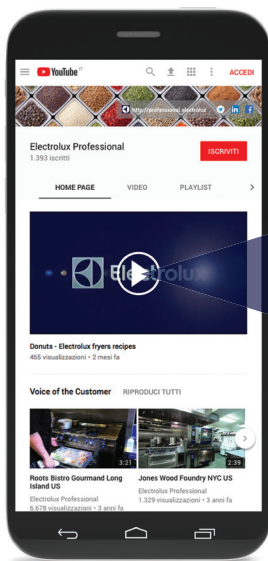 YouTube IT
ACCEDI
http://professional.electrolux
Electrolux Professional
1.393 iscritti
ISCRIVITI
HOME PAGE
VIDEO
PLAYLIST
Electrolux
Donuts - Electrolux fryers recipes
465 visualizzazioni • 2 mesi fa
Voice of the Customer
RIPRODUCI TUTTI
3:21
2:39
Roots Bistro Gourmand Long
Island US
Electrolux Professional
6.678 visualizzazioni • 3 anni fa
Jones Wood Foundry NYC US
Electrolux Professional
1.329 visualizzazioni • 3 anni fa